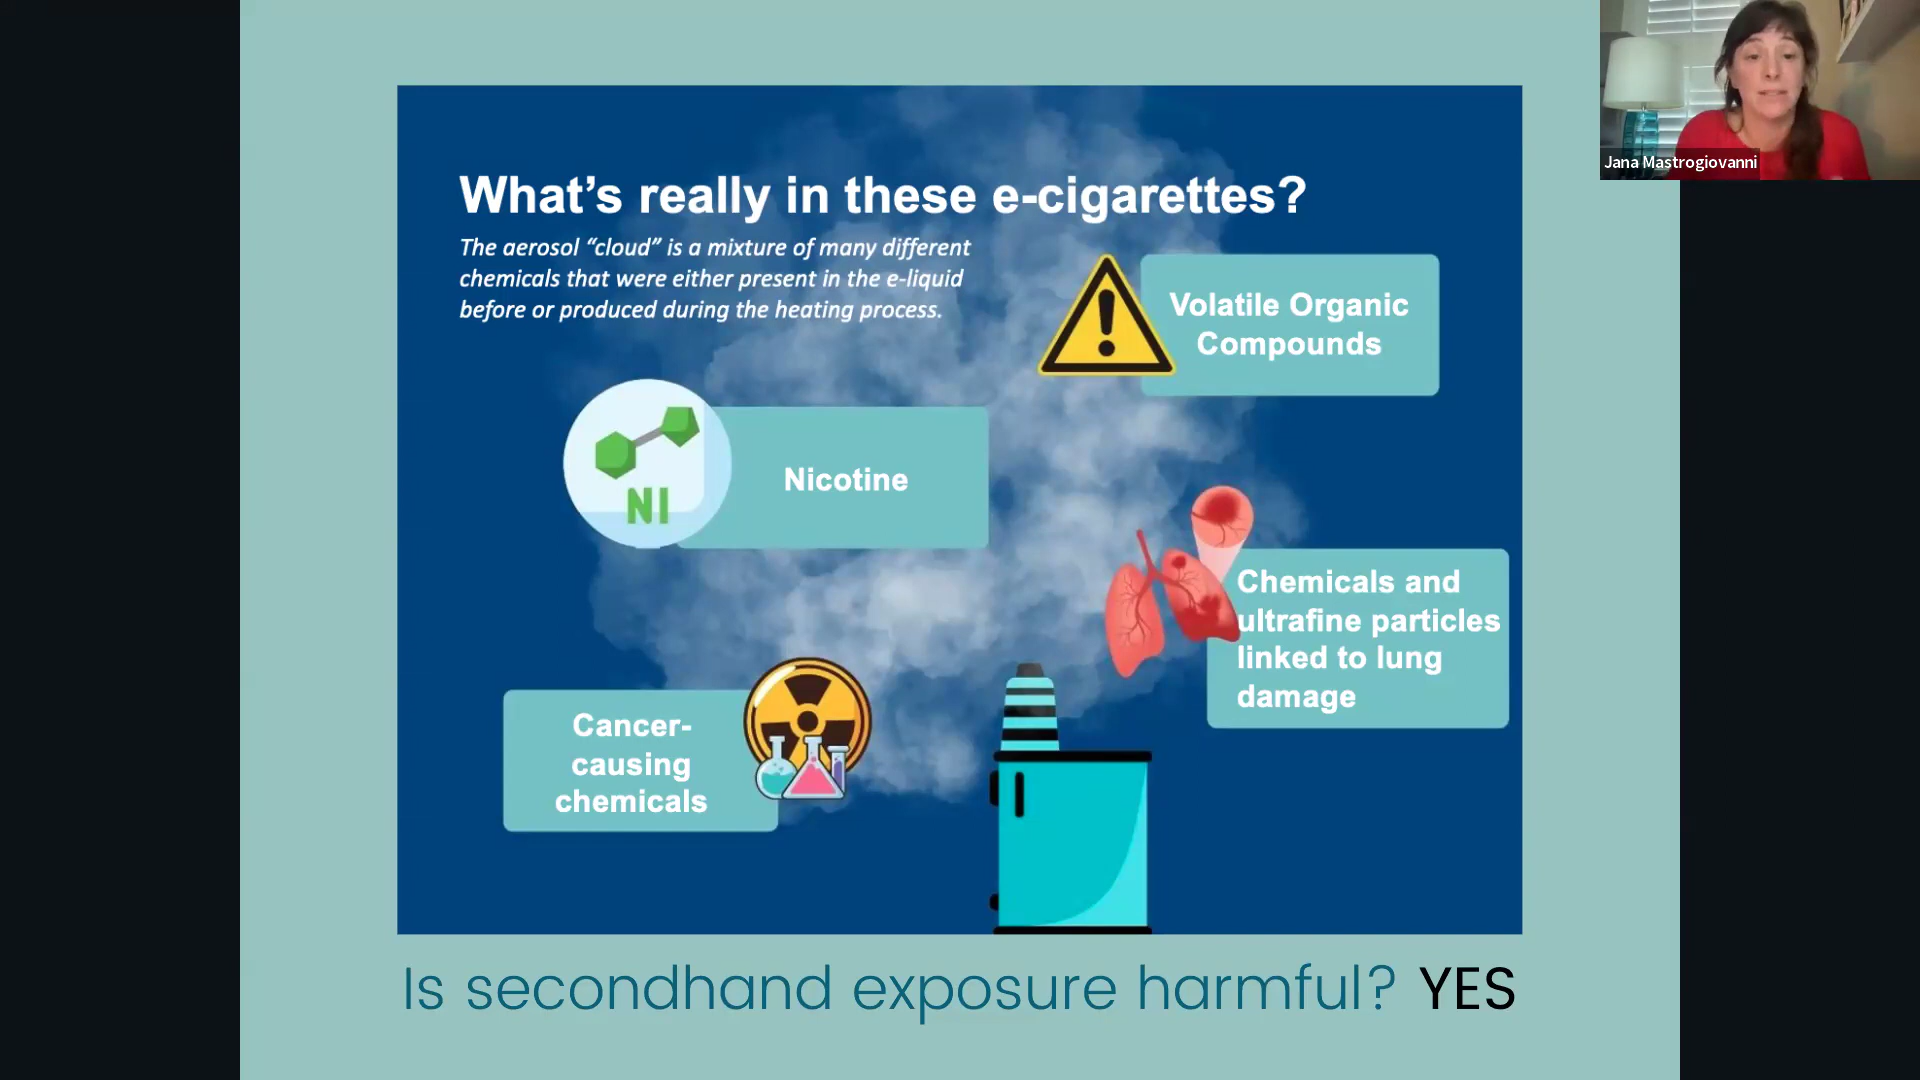 Jana Mastrogiovanni
What’s really in these e-cigarettes?
The aerosol “cloud” is a mixture of many different
chemicals that were either present in the e-liquid
before or produced during the heating process.
Volatile Organic
Compounds
NI
Nicotine
Chemicals and
ultrafine particles
linked to lung
damage
Cancer-
causing
chemicals
Is secondhand exposure harmful? YES